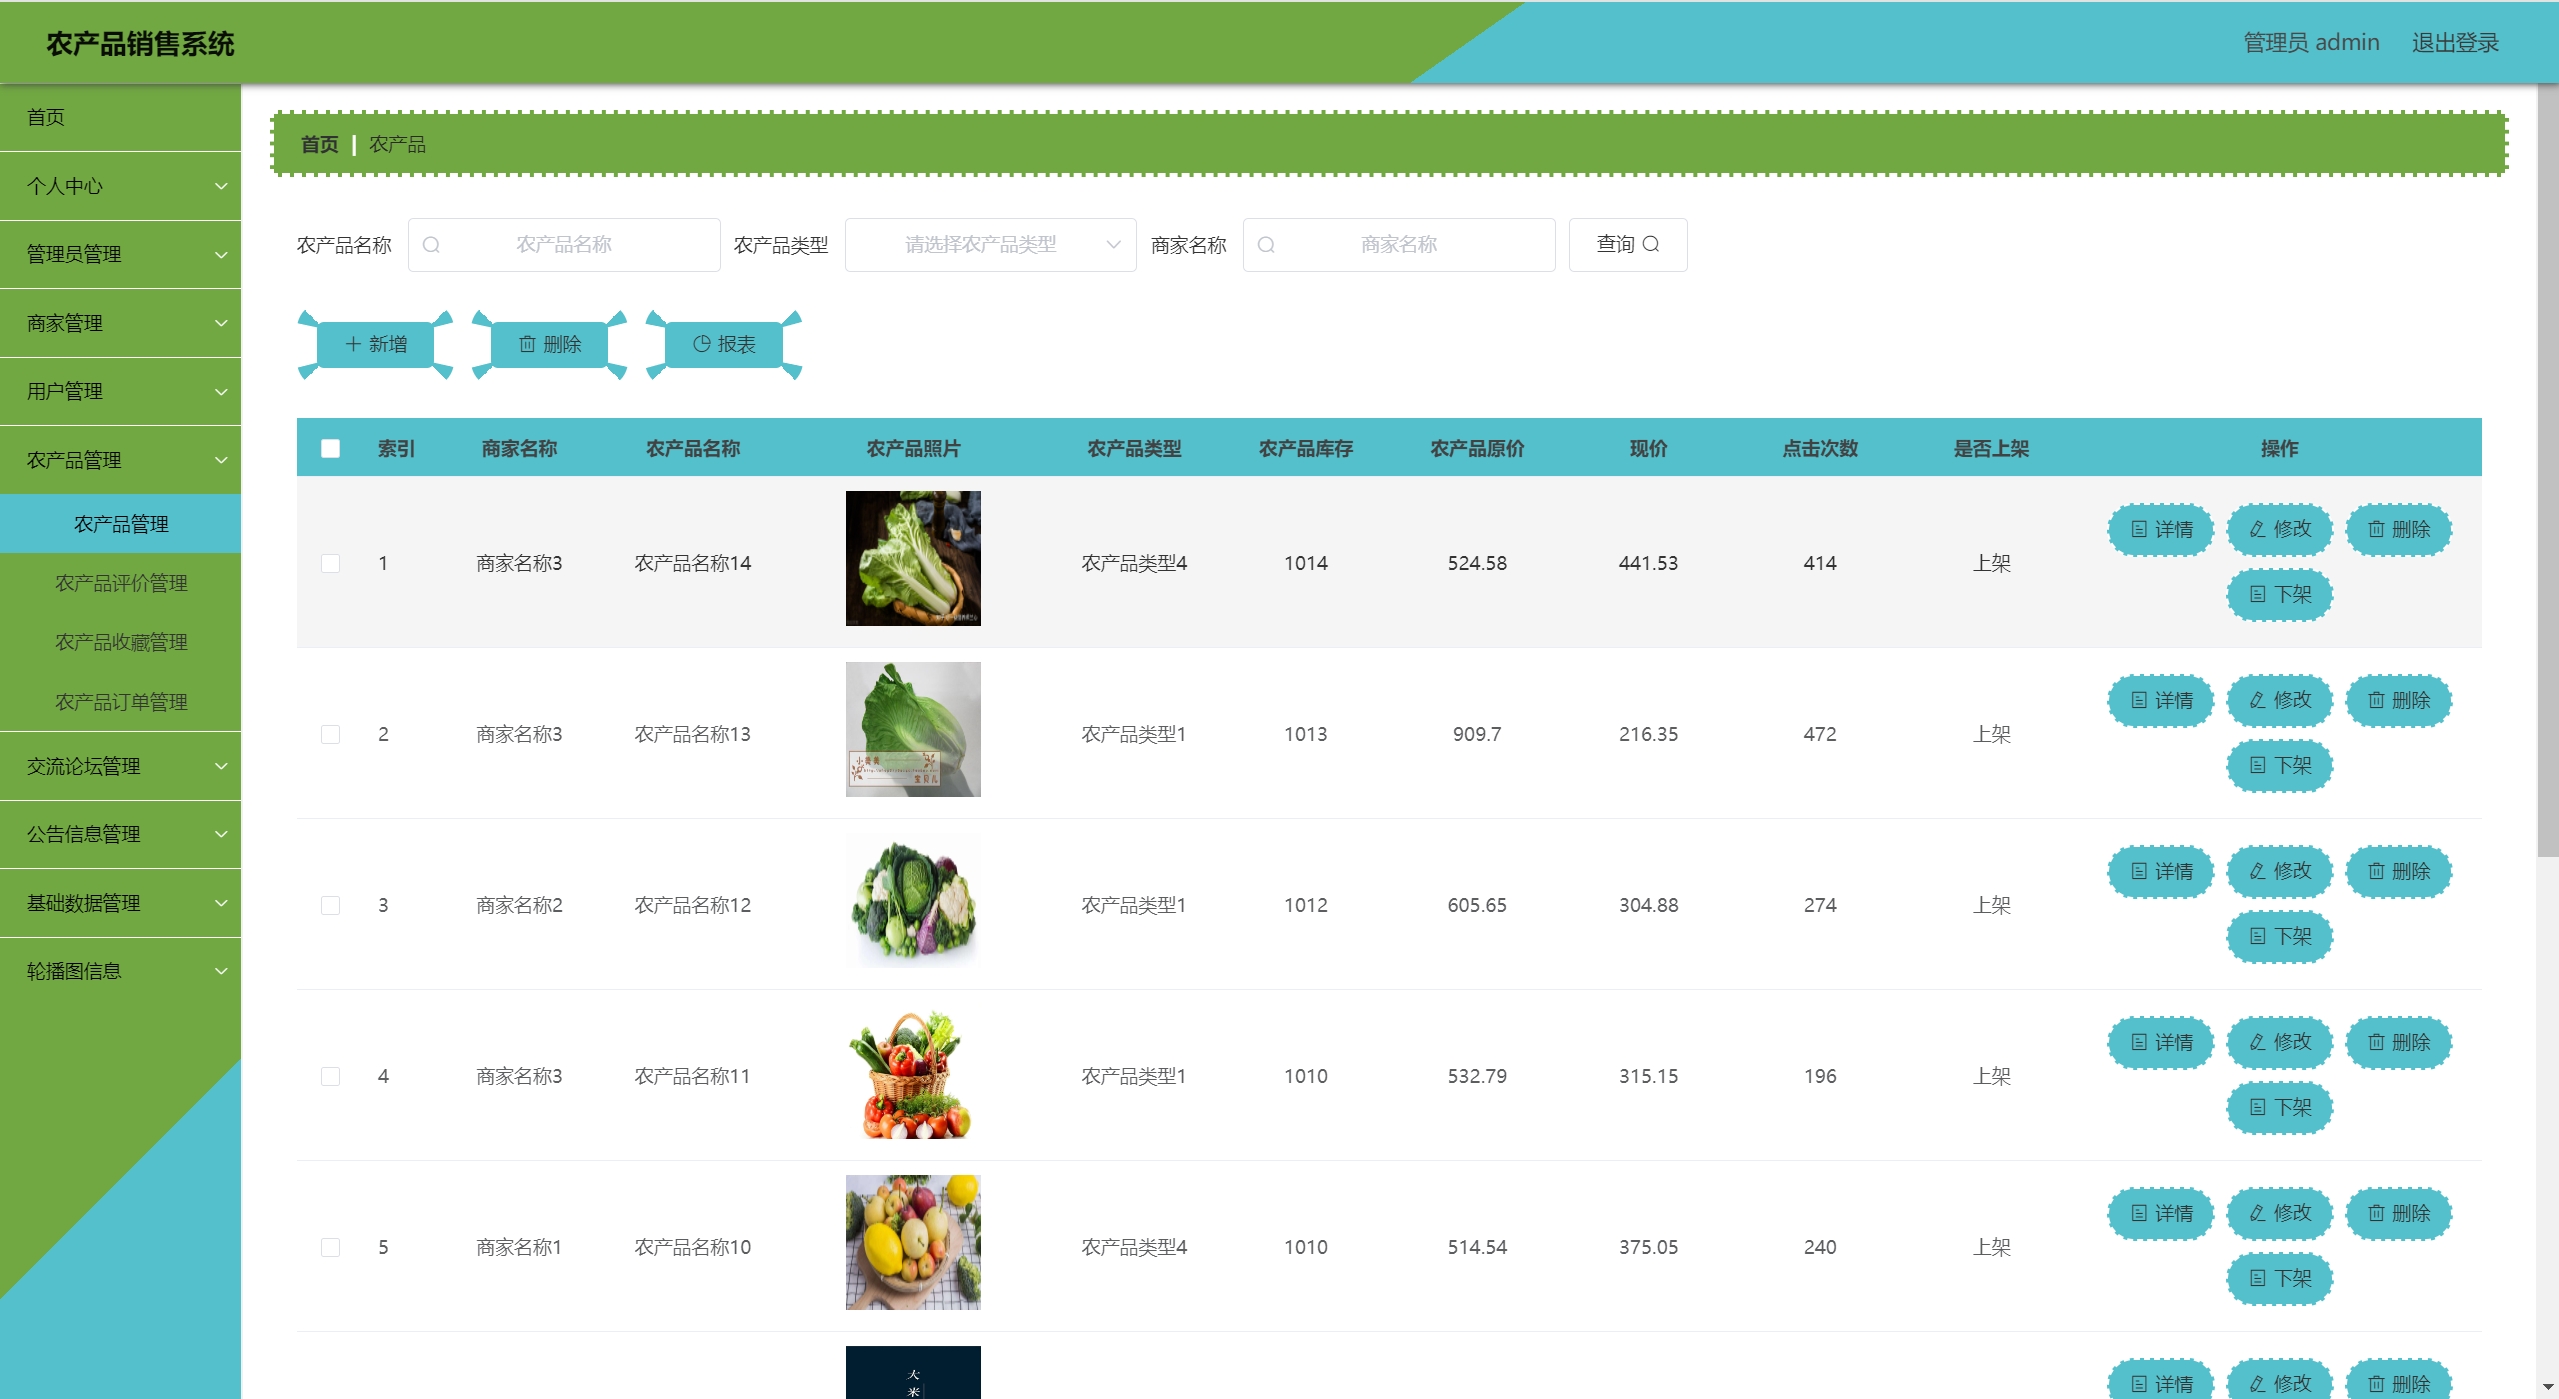 农产品销售系统
管理员 admin 退出登录
首页
个人中心
管理员管理
商家管理
用户管理
农产品管理
农产品管理
农产品评价管理
农产品收藏管理
农产品订单管理
交流论坛管理
公告信息管理
基础数据管理
轮播图信息
首页 | 农产品
农产品名称 农产品名称 农产品类型 请选择农产品类型 商家名称 商家名称 查询
新增 删除 报表
索引 商家名称 农产品名称 农产品照片 农产品类型 农产品库存 农产品原价 现价 点击次数 是否上架 操作
1 商家名称3 农产品名称14 农产品类型4 1014 524.58 441.53 414 上架 详情 修改 删除
下架
2 商家名称3 农产品名称13 农产品类型1 1013 909.7 216.35 472 上架 详情 修改 删除
下架
3 商家名称2 农产品名称12 农产品类型1 1012 605.65 304.88 274 上架 详情 修改 删除
下架
4 商家名称3 农产品名称11 农产品类型1 1010 532.79 315.15 196 上架 详情 修改 删除
下架
5 商家名称1 农产品名称10 农产品类型4 1010 514.54 375.05 240 上架 详情 修改 删除
下架
大米
详情 修改 删除